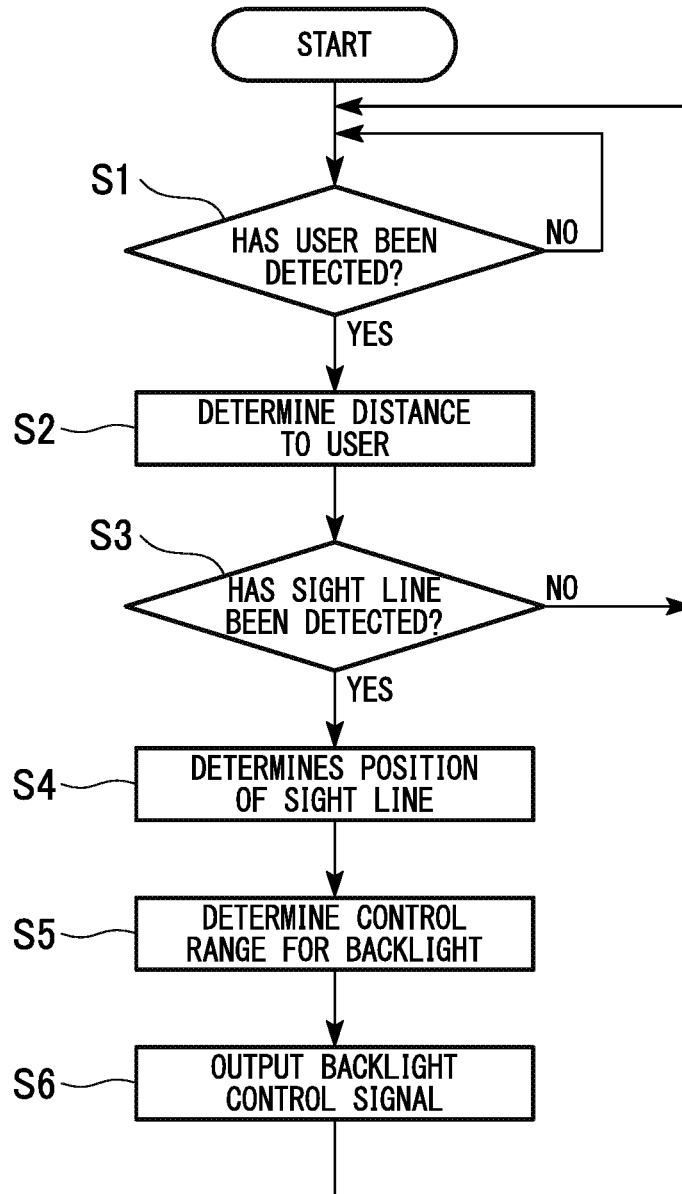 START
S1
HAS USER BEEN
DETECTED?
NO
YES
S2
DETERMINE DISTANCE
TO USER
S3
HAS SIGHT LINE
BEEN DETECTED?
NO
YES
S4
DETERMINES POSITION
OF SIGHT LINE
S5
DETERMINE CONTROL
RANGE FOR BACKLIGHT
S6
OUTPUT BACKLIGHT
CONTROL SIGNAL